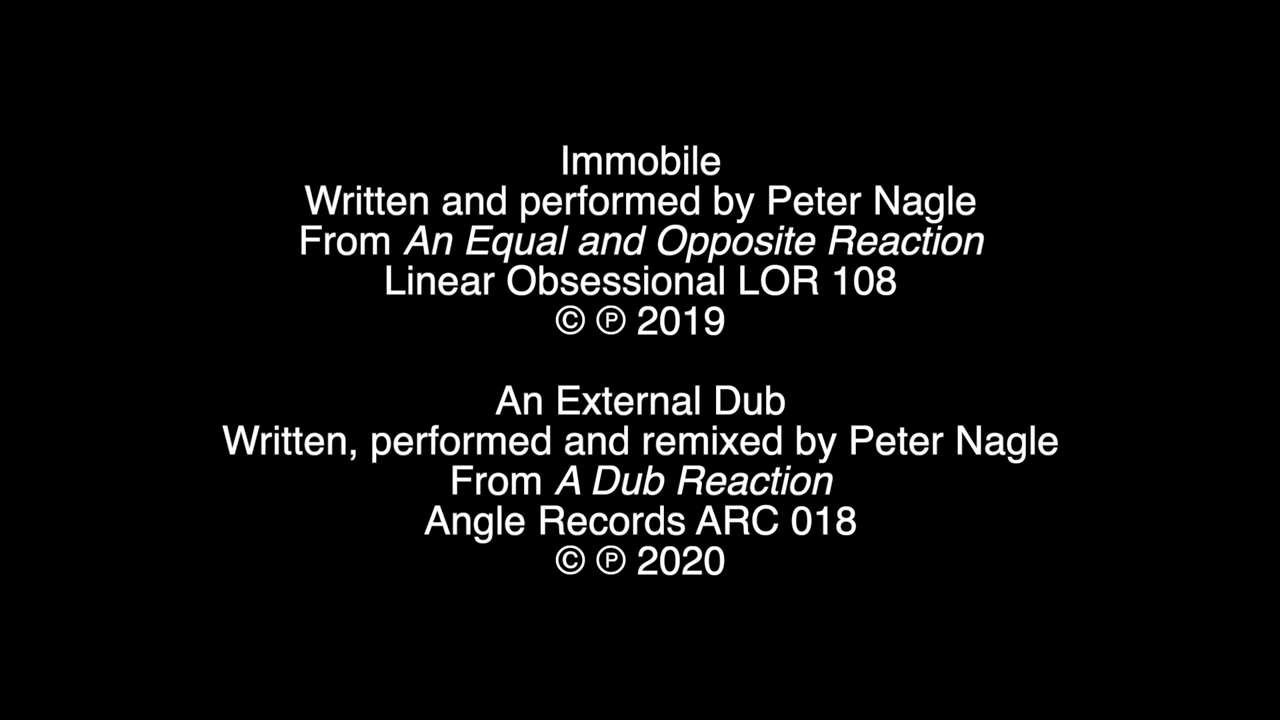 Immobile
Written and performed by Peter Nagle
From An Equal and Opposite Reaction
Linear Obsessional LOR 108
© ℗ 2019
An External Dub
Written, performed and remixed by Peter Nagle
From A Dub Reaction
Angle Records ARC 018
© ℗ 2020